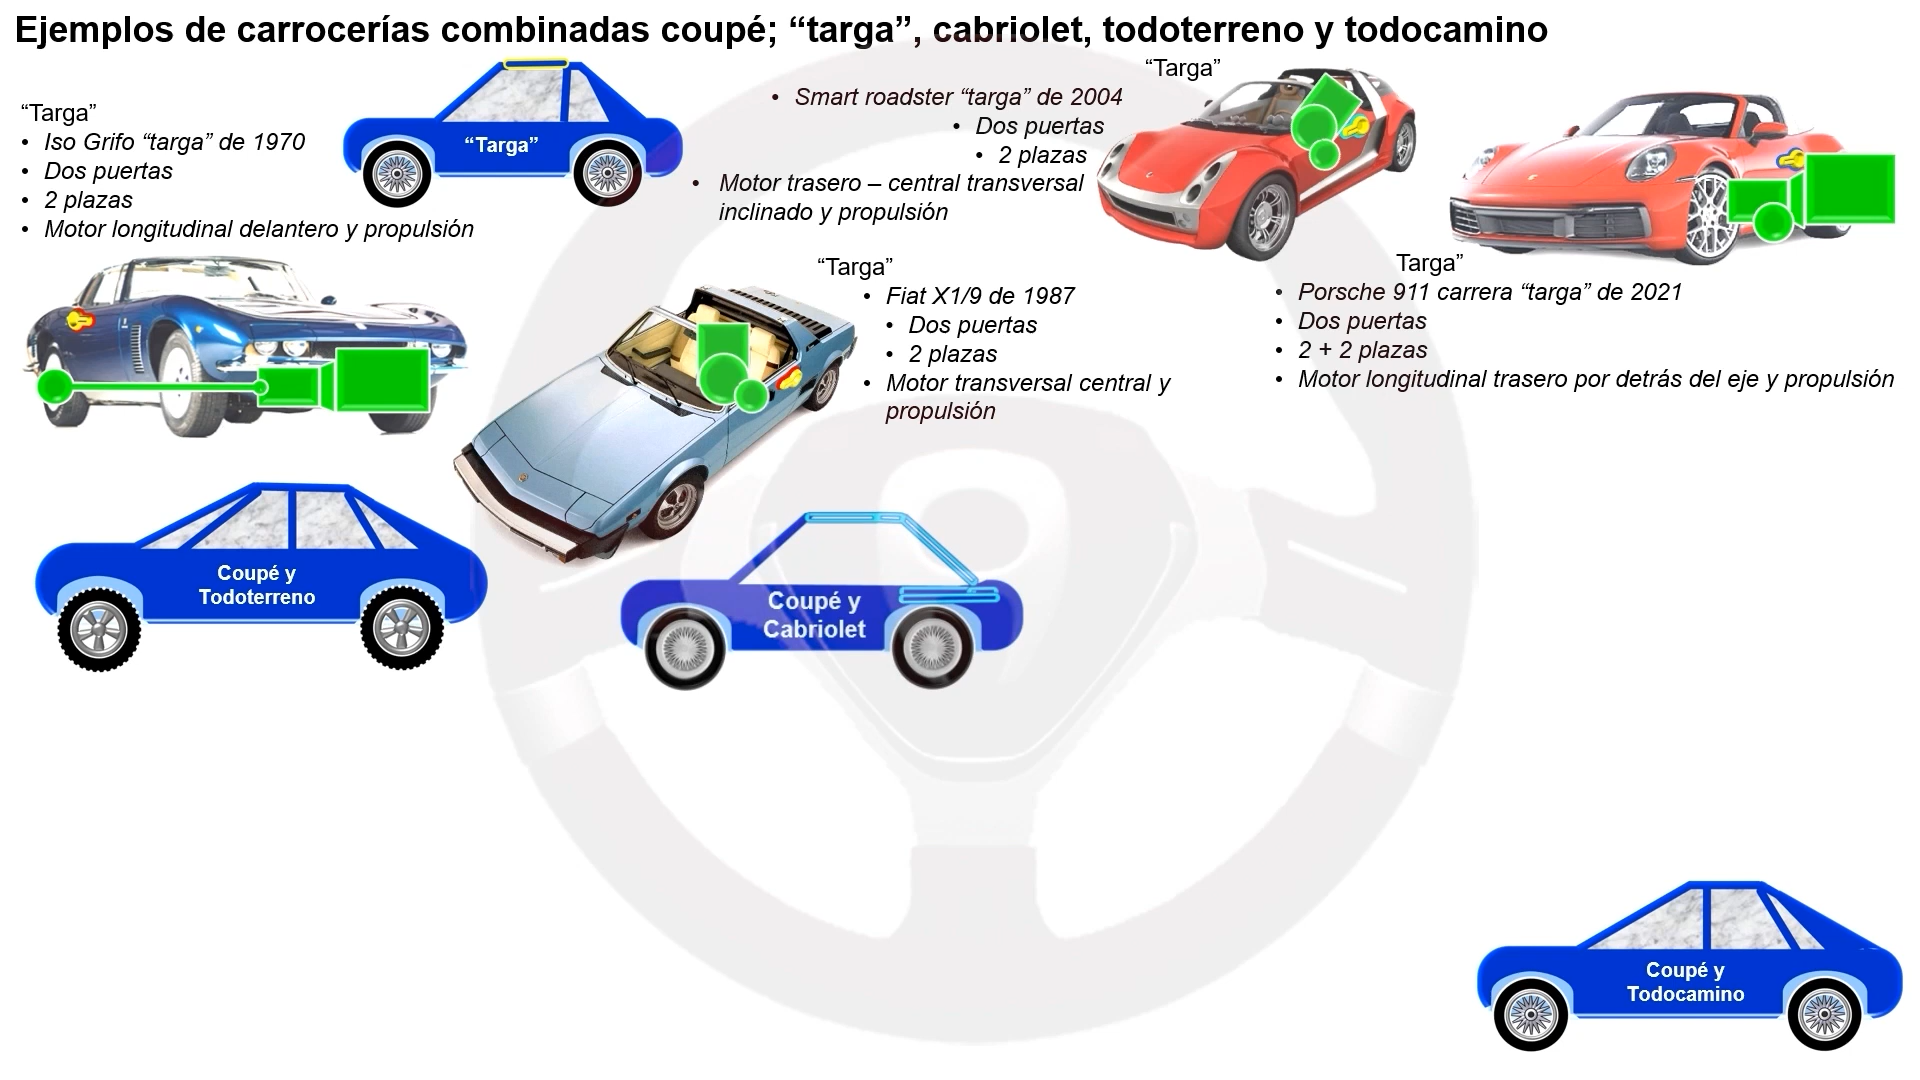 Ejemplos de carrocerías combinadas coupé; “targa”, cabriolet, todoterreno y todocamino
“Targa”
• Iso Grifo “targa” de 1970
• Dos puertas
• 2 plazas
• Motor longitudinal delantero y propulsión
“Targa”
“Targa”
• Smart roadster “targa” de 2004
• Dos puertas
• 2 plazas
• Motor trasero – central transversal
inclinado y propulsión
“Targa”
• Fiat X1/9 de 1987
• Dos puertas
• 2 plazas
• Motor transversal central y
propulsión
Targa”
• Porsche 911 carrera “targa” de 2021
• Dos puertas
• 2 + 2 plazas
• Motor longitudinal trasero por detrás del eje y propulsión
Coupé y
Todoterreno
Coupé y
Cabriolet
Coupé y
Todocamino